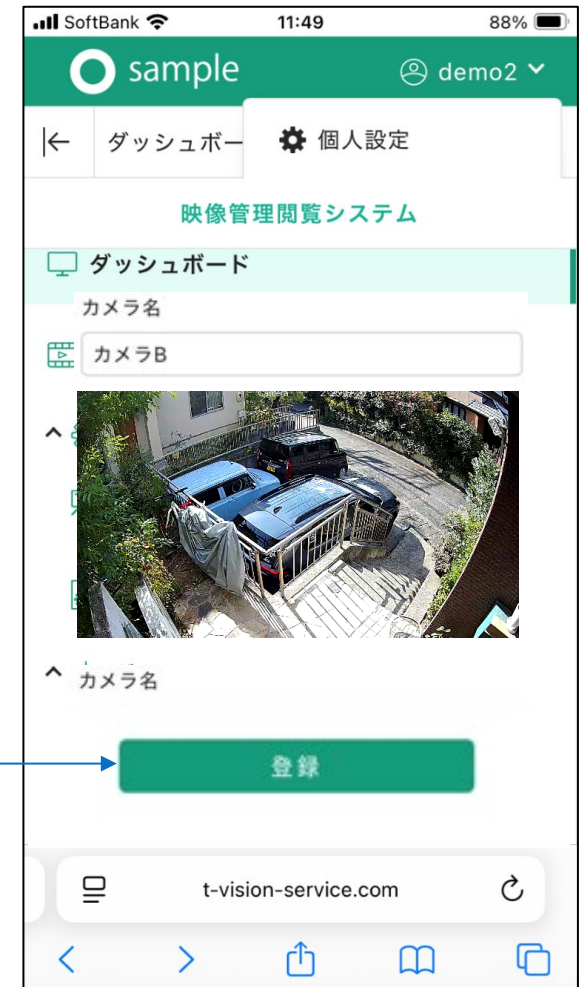 SoftBank 11:49 88%
sample demo2
ダッシュボー 個人設定
映像管理閲覧システム
ダッシュボード
カメラ名
カメラB
カメラ名
登録
t-vision-service.com